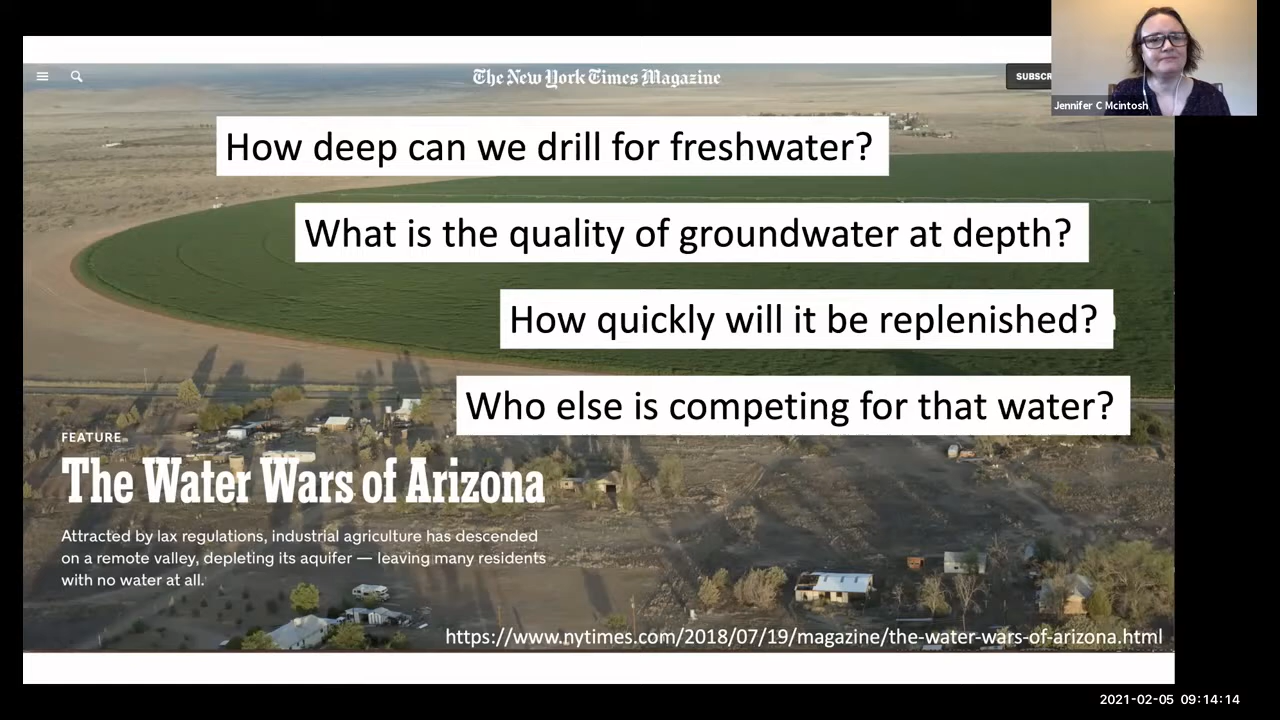 The New York Times Magazine
SUBSCR
Jennifer C Mcintosh
How deep can we drill for freshwater?
What is the quality of groundwater at depth?
How quickly will it be replenished?
Who else is competing for that water?
FEATURE
The Water Wars of Arizona
Attracted by lax regulations, industrial agriculture has descended
on a remote valley, depleting its aquifer — leaving many residents
with no water at all.
https://www.nytimes.com/2018/07/19/magazine/the-water-wars-of-arizona.html
2021-02-05 09:14:14